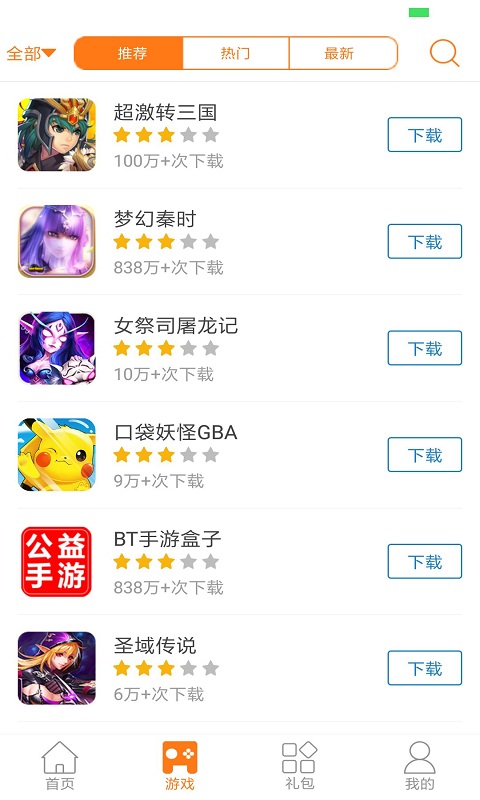 全部 推荐 热门 最新
超激转三国
100万+次下载
下载
梦幻秦时
838万+次下载
下载
女祭司屠龙记
10万+次下载
下载
口袋妖怪GBA
9万+次下载
下载
公益
手游
BT手游盒子
838万+次下载
下载
圣域传说
6万+次下载
下载
首页 游戏 礼包 我的